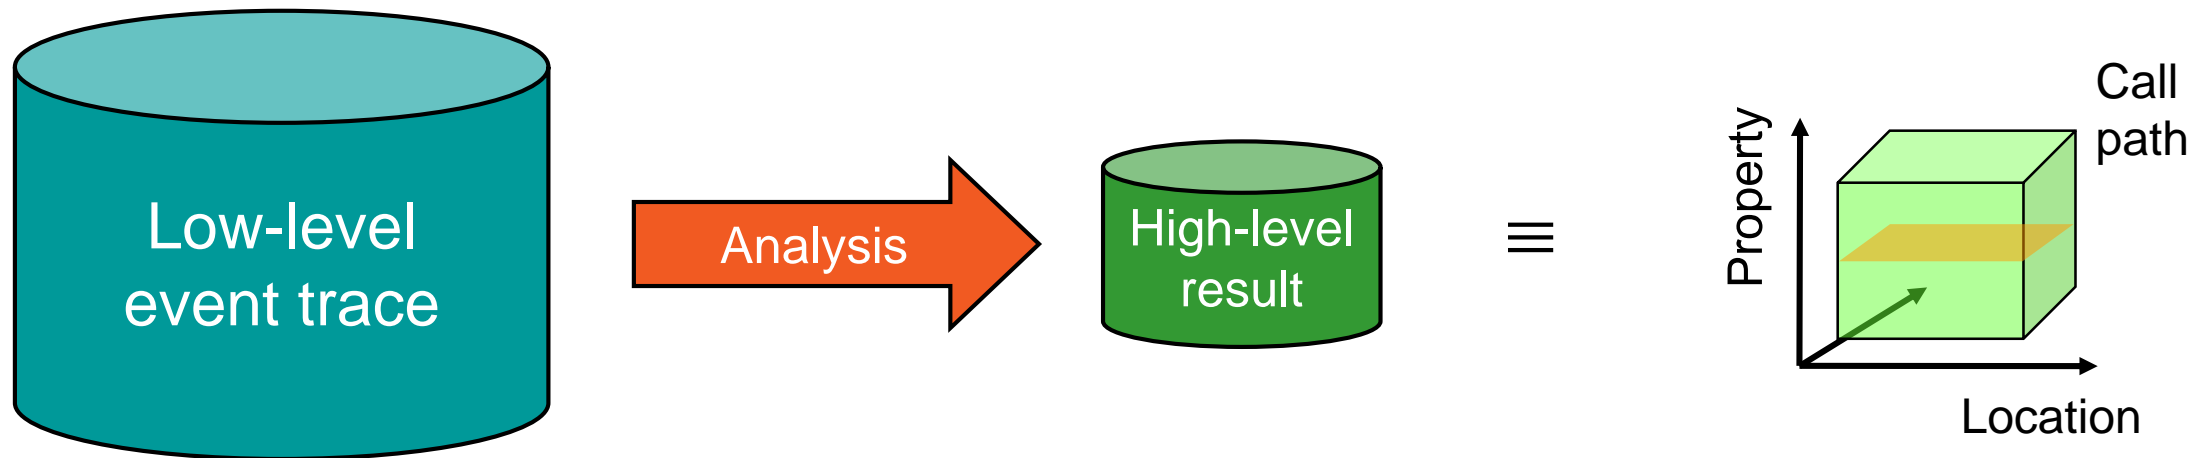 Low-level
event trace
Analysis
High-level
result
≡
Property
Call
path
Location